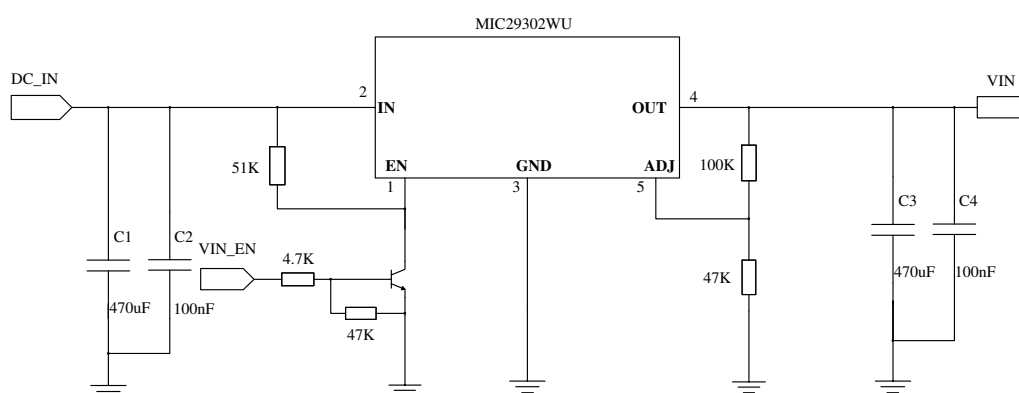 MIC29302WU
DC_IN
VIN
2
IN
OUT
4
51K
EN
GND
ADJ
100K
1
3
5
C1
C2
VIN_EN
4.7K
C3
C4
47K
470uF
100nF
470uF
100nF
47K